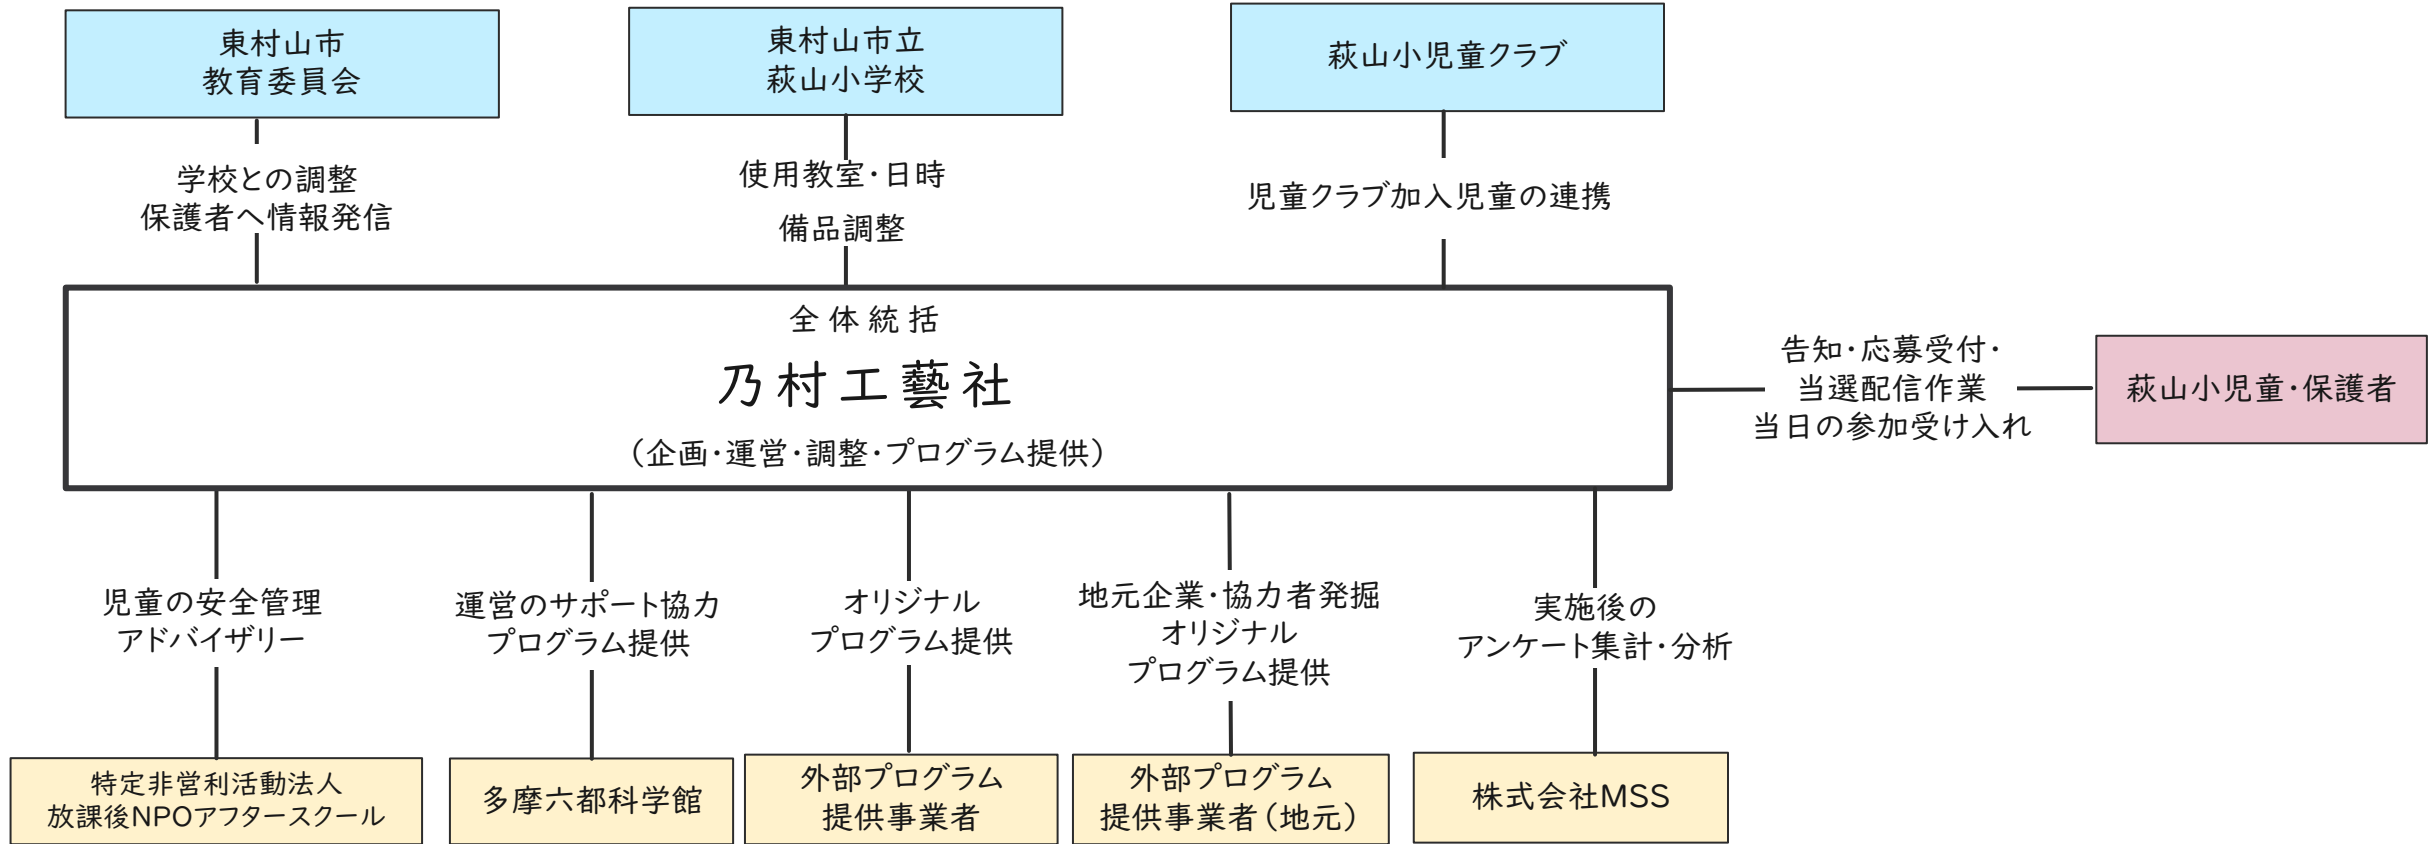 東村山市
教育委員会
東村山市立
萩山小学校
萩山小児童クラブ
学校との調整
保護者へ情報発信
使用教室・日時
備品調整
児童クラブ加入児童の連携
全体統括
乃村工藝社
（企画・運営・調整・プログラム提供）
告知・応募受付・
当選配信作業
当日の参加受け入れ
萩山小児童・保護者
児童の安全管理
アドバイザリー
運営のサポート協力
プログラム提供
オリジナル
プログラム提供
地元企業・協力者発掘
オリジナル
プログラム提供
実施後の
アンケート集計・分析
特定非営利活動法人
放課後NPOアフタースクール
多摩六都科学館
外部プログラム
提供事業者
外部プログラム
提供事業者（地元）
株式会社MSS